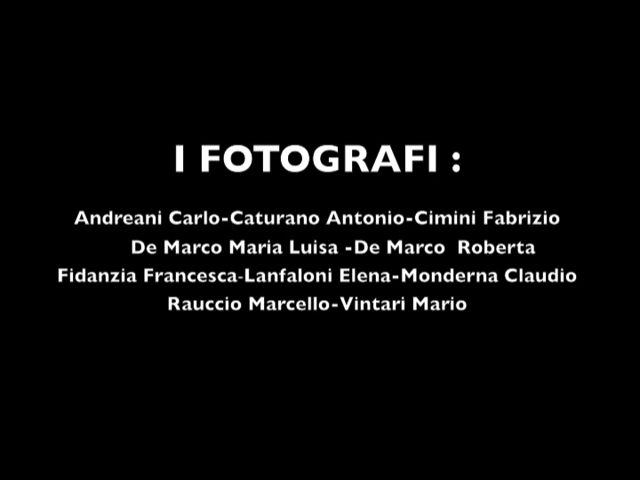 I FOTOGRAFI :
Andreani Carlo-Caturano Antonio-Cimini Fabrizio
De Marco Maria Luisa -De Marco  Roberta
Fidanzia Francesca-Lanfaloni Elena-Monderna Claudio
Rauccio Marcello-Vintari Mario